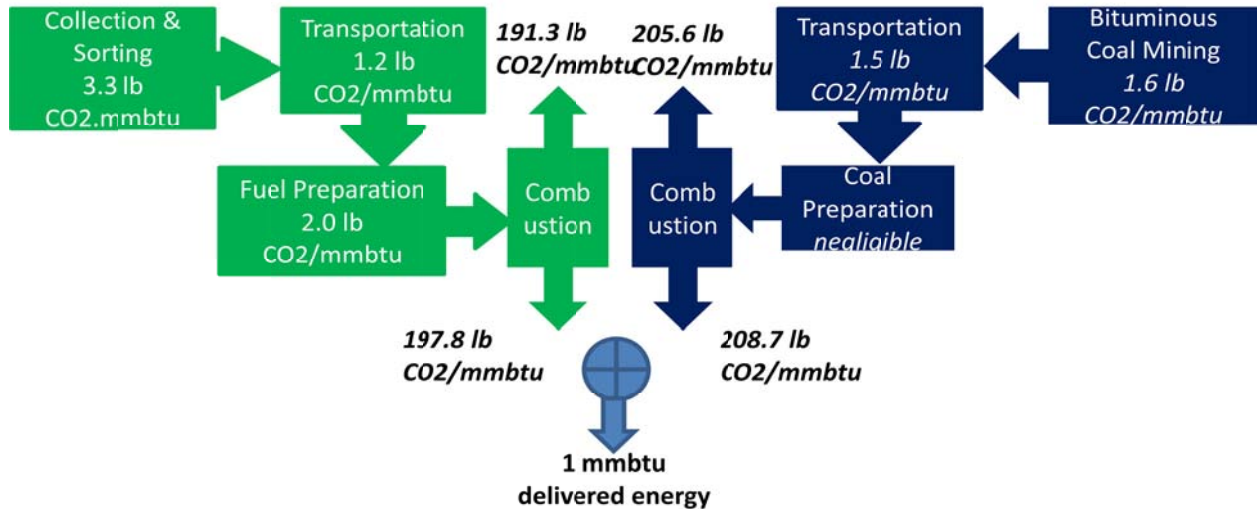 Collection &
Sorting
3.3 lb
CO2.mmbtu
Transportation
1.2 lb
CO2/mmbtu
191.3 lb
CO2/mmbtu
205.6 lb
CO2/mmbtu
Transportation
1.5 lb
CO2/mmbtu
Bituminous
Coal Mining
1.6 lb
CO2/mmbtu
Fuel Preparation
2.0 lb
CO2/mmbtu
Comb
ustion
Comb
ustion
Coal
Preparation
negligible
197.8 lb
CO2/mmbtu
208.7 lb
CO2/mmbtu
1 mmbtu
delivered energy